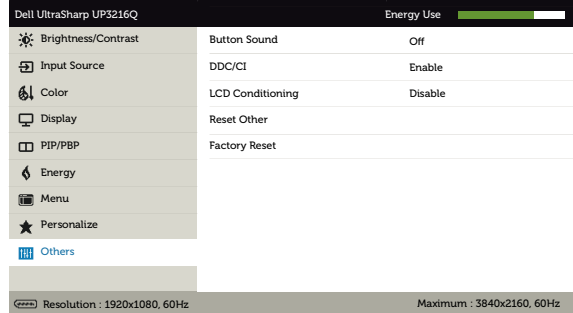 Dell UltraSharp UP3216Q Energy Use
Brightness/Contrast Button Sound Off
Input Source DDC/CI Enable
Color LCD Conditioning Disable
Display Reset Other
PIP/PBP Factory Reset
Energy
Menu
Personalize
Others
Resolution : 1920x1080, 60Hz Maximum : 3840x2160, 60Hz